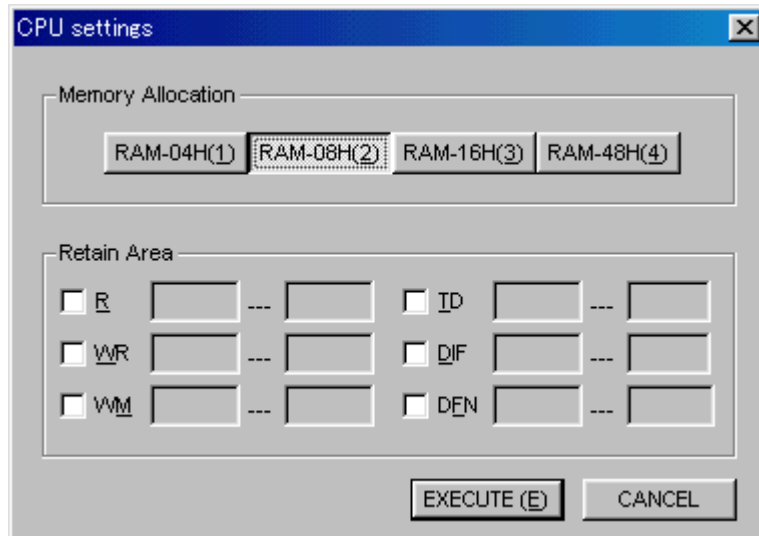 CPU settings
Memory Allocation
RAM-04H(1) RAM-08H(2) RAM-16H(3) RAM-48H(4)
Retain Area
R --- TD ---
WR --- DIF ---
WM --- DFN ---
EXECUTE (E) CANCEL